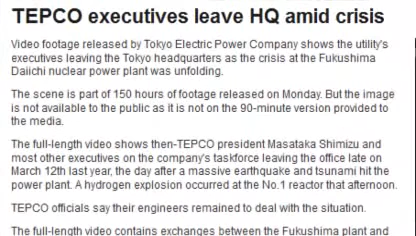 TEPCO executives leave HQ amid crisis
Video footage released by Tokyo Electric Power Company shows the utility's
executives leaving the Tokyo headquarters as the crisis at the Fukushima
Daiichi nuclear power plant was unfolding.
The scene is part of 150 hours of footage released on Monday. But the image
is not available to the public as it is not on the 90-minute version provided to
the media.
The full-length video shows then-TEPCO president Masataka Shimizu and
most other executives on the company's taskforce leaving the office late on
March 12th last year, the day after a massive earthquake and tsunami hit the
power plant. A hydrogen explosion occurred at the No.1 reactor that afternoon.
TEPCO officials say their engineers remained to deal with the situation.
The full-length video contains exchanges between the Fukushima plant and